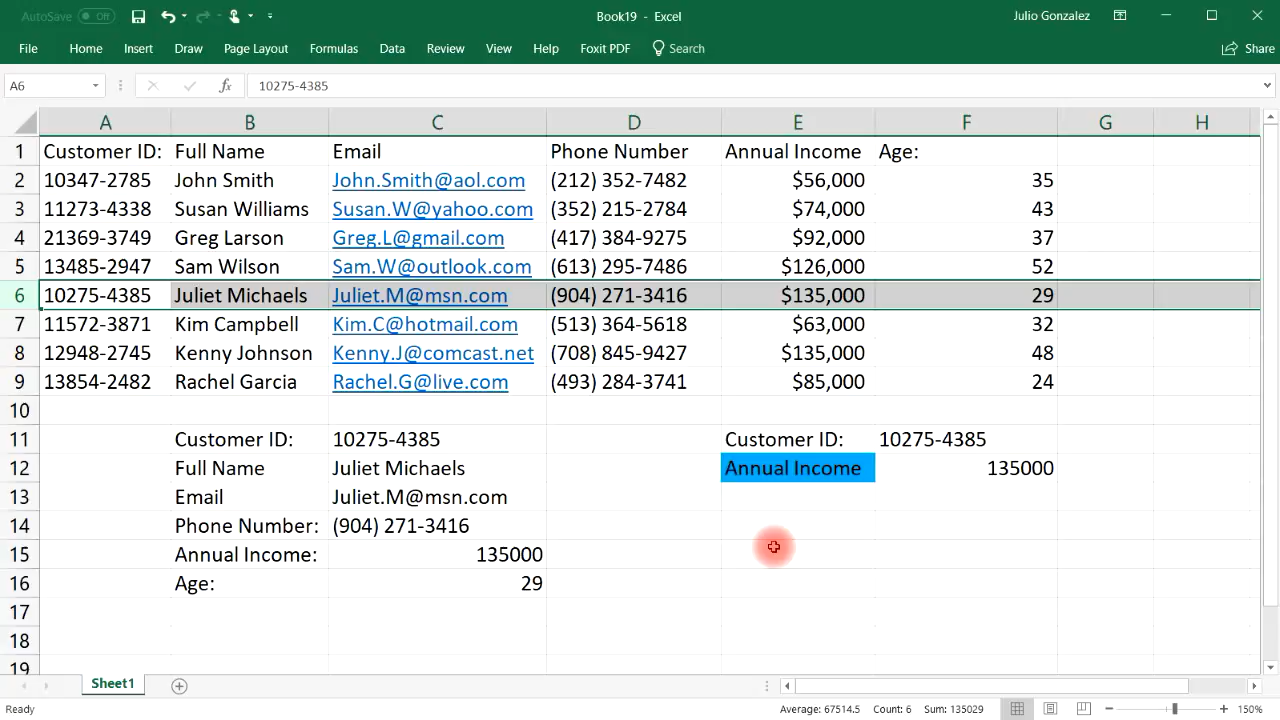 AutoSave Off Book19 - Excel Julio Gonzalez
File Home Insert Draw Page Layout Formulas Data Review View Help Foxit PDF Search Share
A6 fx 10275-4385
A B C D E F G H
1 Customer ID: Full Name Email Phone Number Annual Income Age:
2 10347-2785 John Smith John.Smith@aol.com (212) 352-7482 $56,000 35
3 11273-4338 Susan Williams Susan.W@yahoo.com (352) 215-2784 $74,000 43
4 21369-3749 Greg Larson Greg.L@gmail.com (417) 384-9275 $92,000 37
5 13485-2947 Sam Wilson Sam.W@outlook.com (613) 295-7486 $126,000 52
6 10275-4385 Juliet Michaels Juliet.M@msn.com (904) 271-3416 $135,000 29
7 11572-3871 Kim Campbell Kim.C@hotmail.com (513) 364-5618 $63,000 32
8 12948-2745 Kenny Johnson Kenny.J@comcast.net (708) 845-9427 $135,000 48
9 13854-2482 Rachel Garcia Rachel.G@live.com (493) 284-3741 $85,000 24
10
11 Customer ID: 10275-4385 Customer ID: 10275-4385
12 Full Name Juliet Michaels Annual Income 135000
13 Email Juliet.M@msn.com
14 Phone Number: (904) 271-3416
15 Annual Income: 135000
16 Age: 29
17
18
19
Sheet1
Ready Average: 67514.5 Count: 6 Sum: 135029 150%